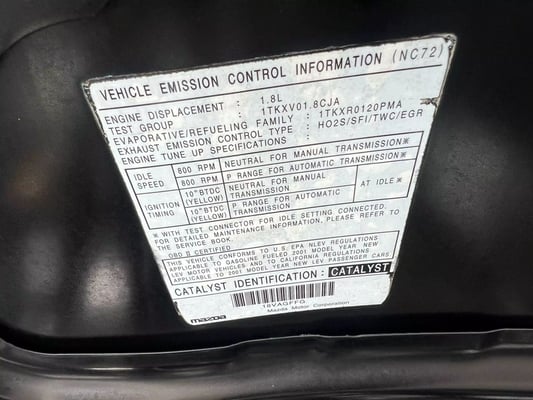 VEHICLE EMISSION CONTROL INFORMATION (NC72)
ENGINE DISPLACEMENT : 1.8L
TEST GROUP : 1TKXV01.8CJA
EVAPORATIVE/REFUELING FAMILY : 1TKXR0120PMA
EXHAUST EMISSION CONTROL TYPE : HO2S/SFI/TWC/EGR
ENGINE TUNE UP SPECIFICATIONS :
IDLE SPEED 800 RPM NEUTRAL FOR MANUAL TRANSMISSION※
800 RPM P RANGE FOR AUTOMATIC TRANSMISSION※
IGNITION TIMING 10°BTDC (YELLOW) NEUTRAL FOR MANUAL TRANSMISSION AT IDLE※
10°BTDC (YELLOW) P RANGE FOR AUTOMATIC TRANSMISSION
※ WITH TEST CONNECTOR FOR IDLE SETTING CONNECTED.
FOR DETAILED MAINTENANCE INFORMATION, PLEASE REFER TO
THE SERVICE BOOK.
OBD II CERTIFIED
THIS VEHICLE CONFORMS TO U.S. EPA NLEV REGULATIONS
APPLICABLE TO GASOLINE FUELED 2001 MODEL YEAR NEW
LEV MOTOR VEHICLES AND TO CALIFORNIA REGULATIONS
APPLICABLE TO 2001 MODEL YEAR NEW LEV PASSENGER CARS.
CATALYST IDENTIFICATION: CATALYST
18VAGFFG
mazda Mazda Motor Corporation